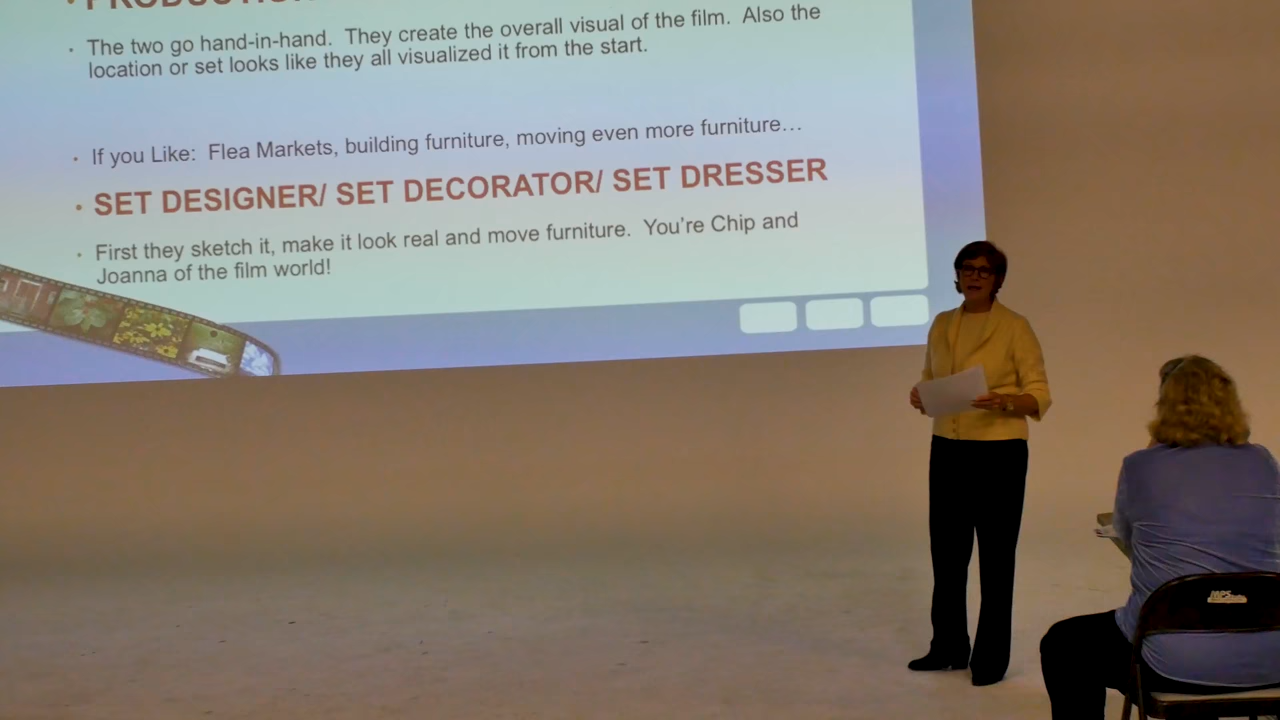 • PRODUCTION
• The two go hand-in-hand. They create the overall visual of the film. Also the
location or set looks like they all visualized it from the start.
• If you Like: Flea Markets, building furniture, moving even more furniture…
• SET DESIGNER/ SET DECORATOR/ SET DRESSER
• First they sketch it, make it look real and move furniture. You’re Chip and
Joanna of the film world!